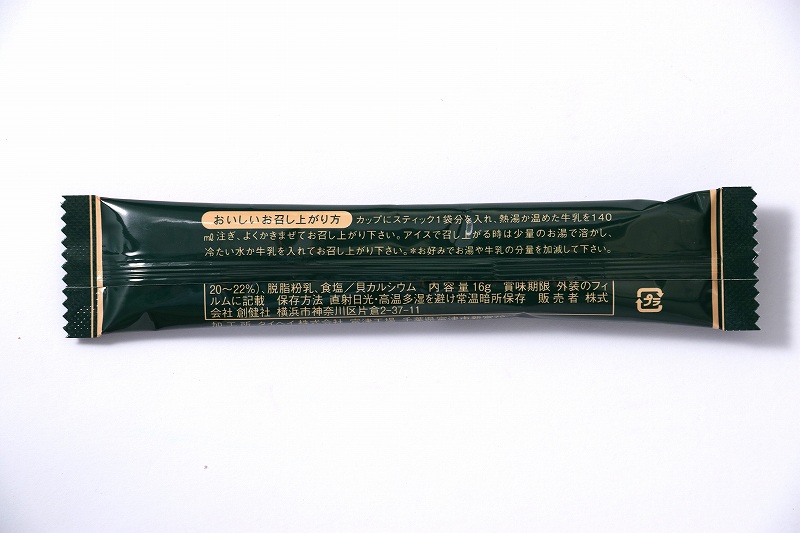 おいしいお召し上がり方 カップにスティック1袋分を入れ、熱湯か温めた牛乳を140
mℓ注ぎ、よくかきまぜてお召し上がり下さい。アイスで召し上がる時は少量のお湯で溶かし、
冷たい水か牛乳を入れてお召し上がり下さい。*お好みでお湯や牛乳の分量を加減して下さい。
20〜22%)、脱脂粉乳、食塩/貝カルシウム 内容量 16g 賞味期限 外装のフィ
ルムに記載 保存方法 直射日光・高温多湿を避け常温暗所保存 販売者 株式
会社 創健社 横浜市神奈川区片倉2-37-11
プラ